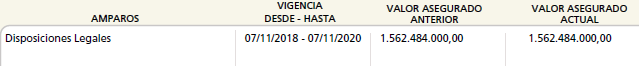 AMPAROS VIGENCIA DESDE - HASTA VALOR ASEGURADO ANTERIOR VALOR ASEGURADO ACTUAL
Disposiciones Legales 07/11/2018 - 07/11/2020 1.562.484.000,00 1.562.484.000,00